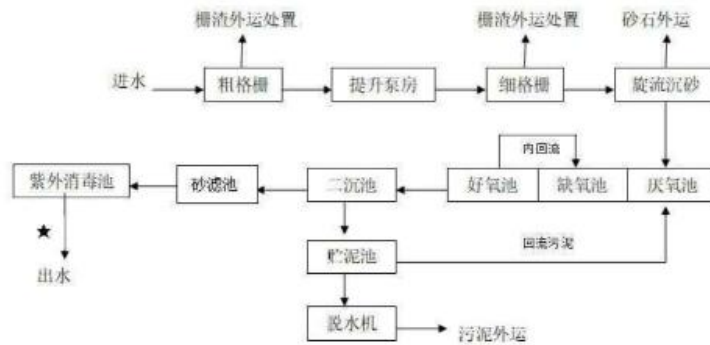 栅渣外运处置
栅渣外运处置
砂石外运
进水
粗格栅
提升泵房
细格栅
旋流沉砂
内回流
紫外消毒池
砂滤池
二沉池
好氧池
缺氧池
厌氧池
贮泥池
回流污泥
出水
脱水机
污泥外运